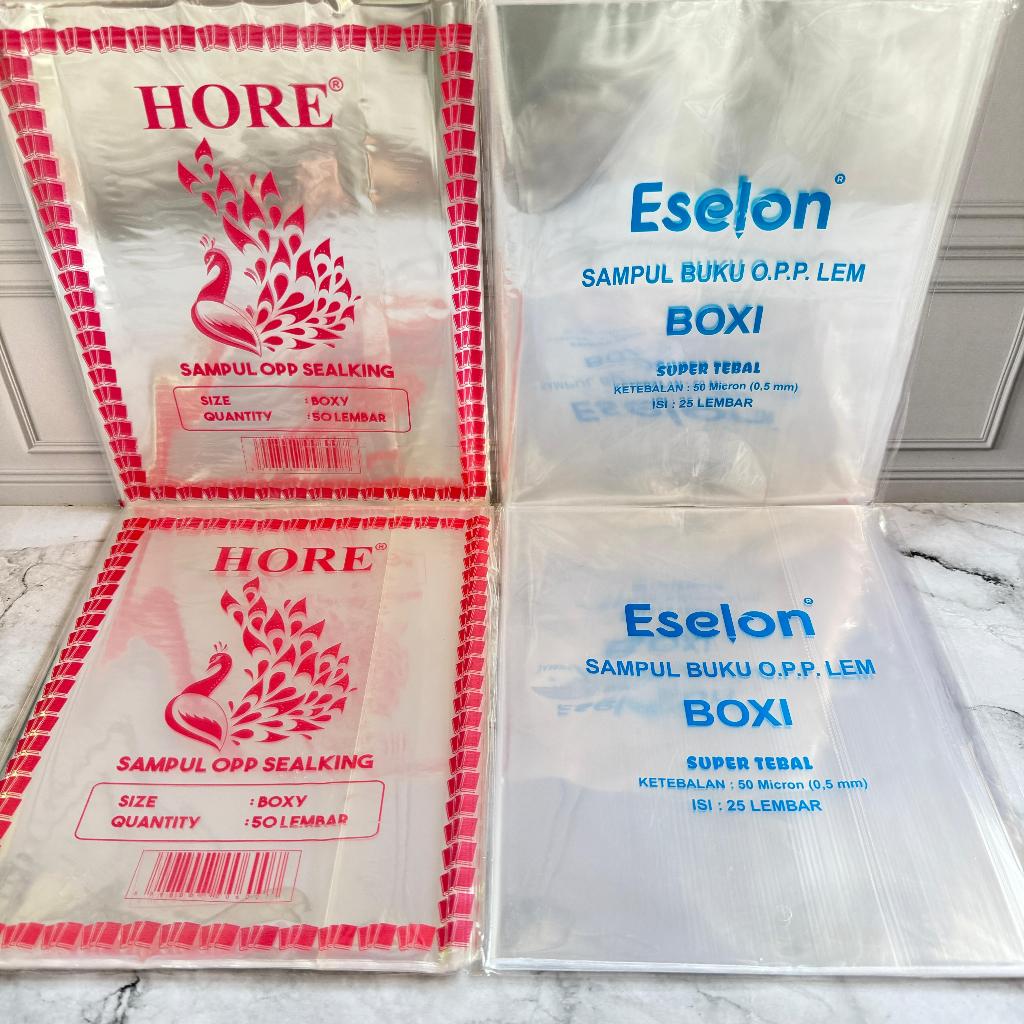 HORE®
SAMPUL OPP SEALKING
SIZE : BOXY
QUANTITY : 50 LEMBAR
Eselon®
SAMPUL BUKU O.P.P. LEM
BOXI
SUPER TEBAL
KETEBALAN : 50 Micron (0,5 mm)
ISI : 25 LEMBAR
HORE®
SAMPUL OPP SEALKING
SIZE : BOXY
QUANTITY : 50 LEMBAR
Eselon®
SAMPUL BUKU O.P.P. LEM
BOXI
SUPER TEBAL
KETEBALAN : 50 Micron (0,5 mm)
ISI : 25 LEMBAR